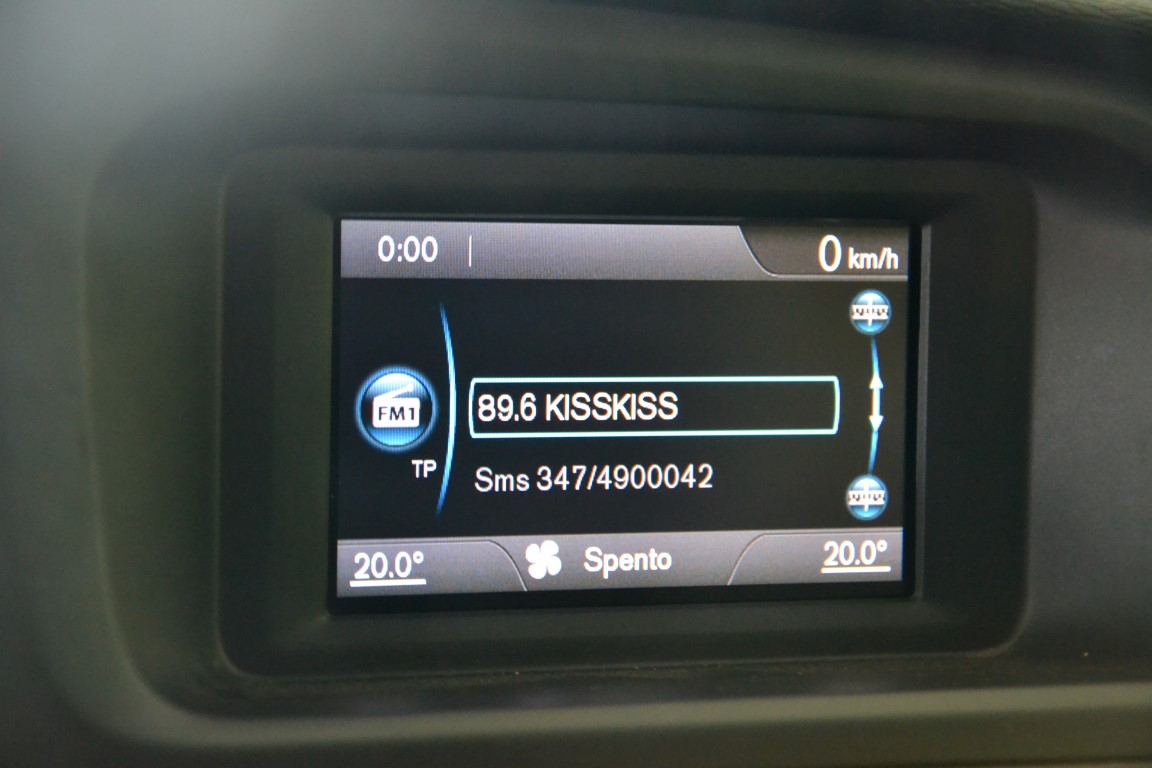 0:00
0 km/h
89.6 KISSKISS
FM1
TP
Sms 347/4900042
20.0°
Spento
20.0°